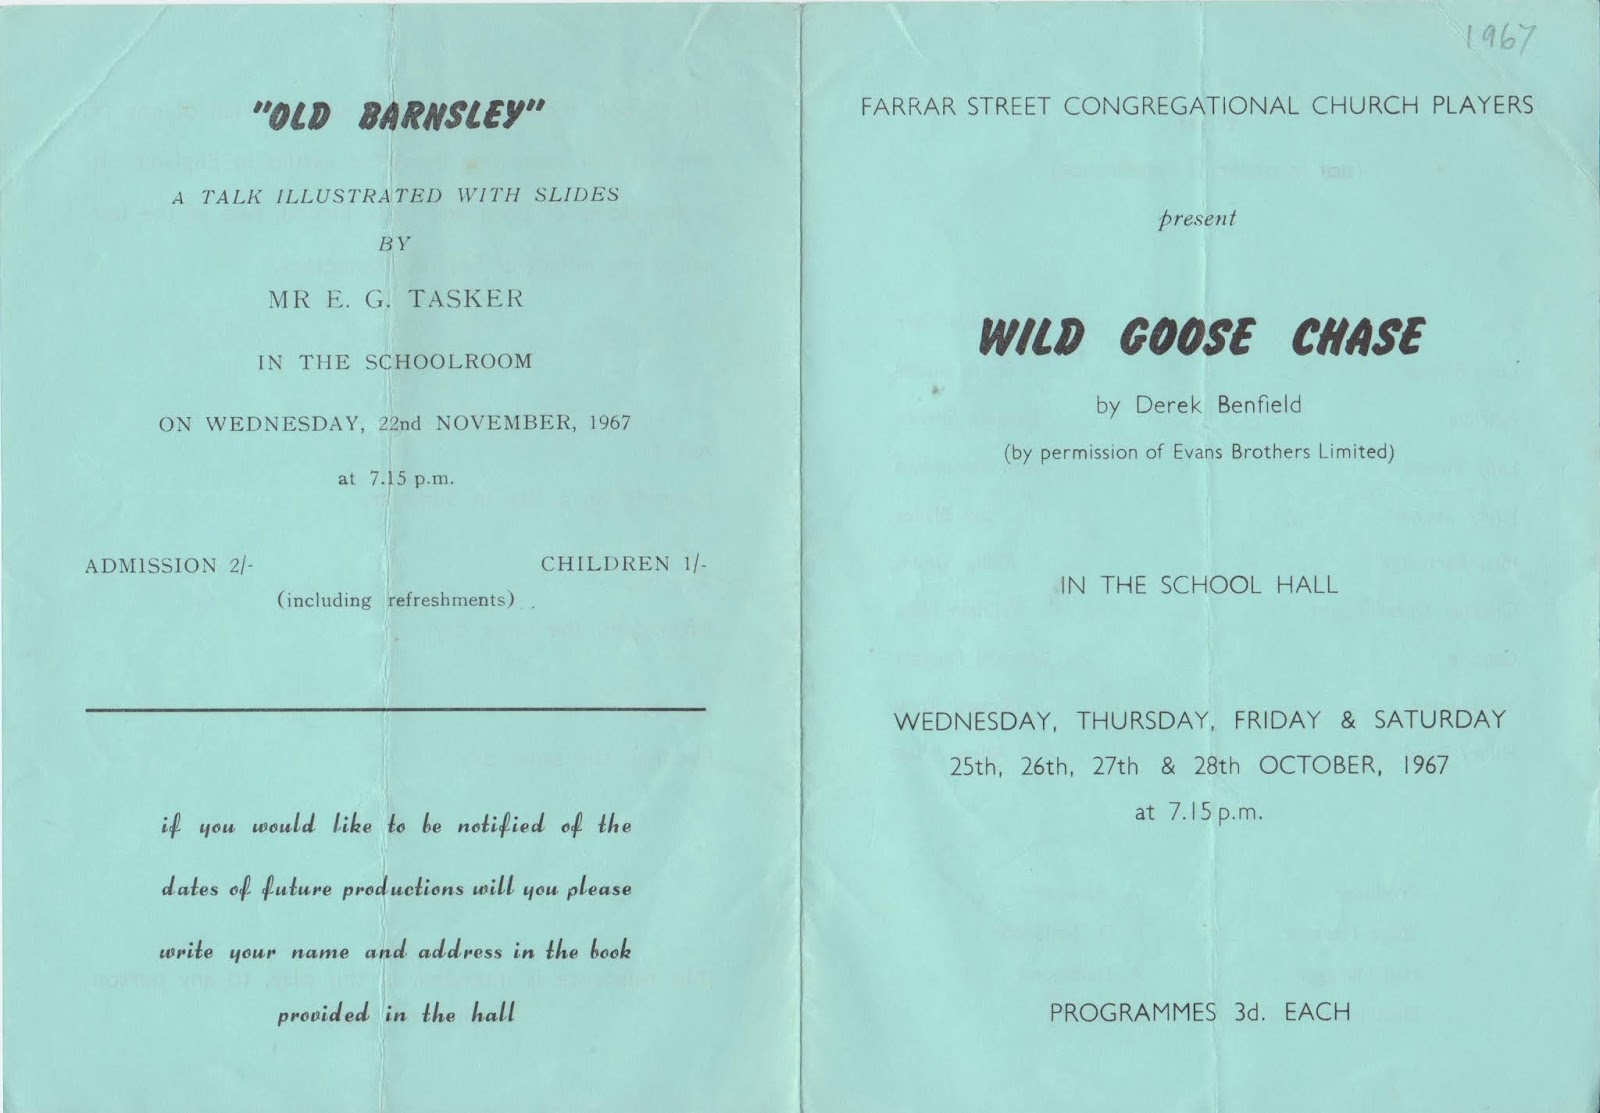 "OLD BARNSLEY"
A TALK ILLUSTRATED WITH SLIDES
BY
MR E. G. TASKER
IN THE SCHOOLROOM
ON WEDNESDAY, 22nd NOVEMBER, 1967
at 7.15 p.m.
ADMISSION 2/- CHILDREN 1/-
(including refreshments)
if you would like to be notified of the
dates of future productions will you please
write your name and address in the book
provided in the hall
1967
FARRAR STREET CONGREGATIONAL CHURCH PLAYERS
present
WILD GOOSE CHASE
by Derek Benfield
(by permission of Evans Brothers Limited)
IN THE SCHOOL HALL
WEDNESDAY, THURSDAY, FRIDAY & SATURDAY
25th, 26th, 27th & 28th OCTOBER, 1967
at 7.15 p.m.
PROGRAMMES 3d. EACH